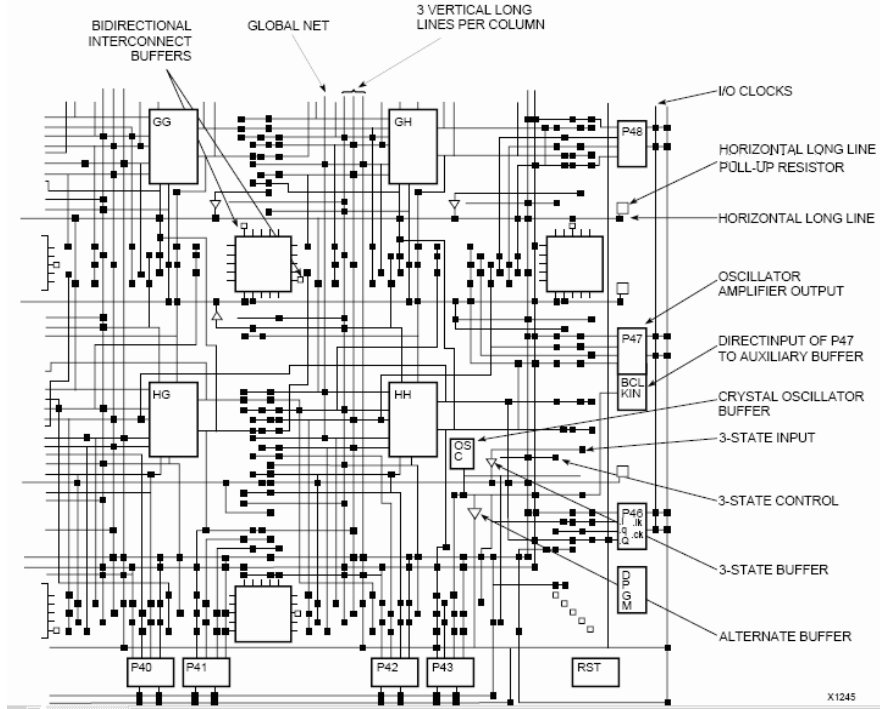 3 VERTICAL LONG
LINES PER COLUMN
BIDIRECTIONAL
INTERCONNECT
BUFFERS
GLOBAL NET
I/O CLOCKS
GG
GH
P48
HORIZONTAL LONG LINE
PULL-UP RESISTOR
HORIZONTAL LONG LINE
OSCILLATOR
AMPLIFIER OUTPUT
P47
DIRECTINPUT OF P47
TO AUXILIARY BUFFER
BCL
KIN
HG
HH
CRYSTAL OSCILLATOR
BUFFER
OS
C
3-STATE INPUT
3-STATE CONTROL
P46
.lk
.q
.ck
.Q
3-STATE BUFFER
D
P
G
M
ALTERNATE BUFFER
P40
P41
P42
P43
RST
X1245